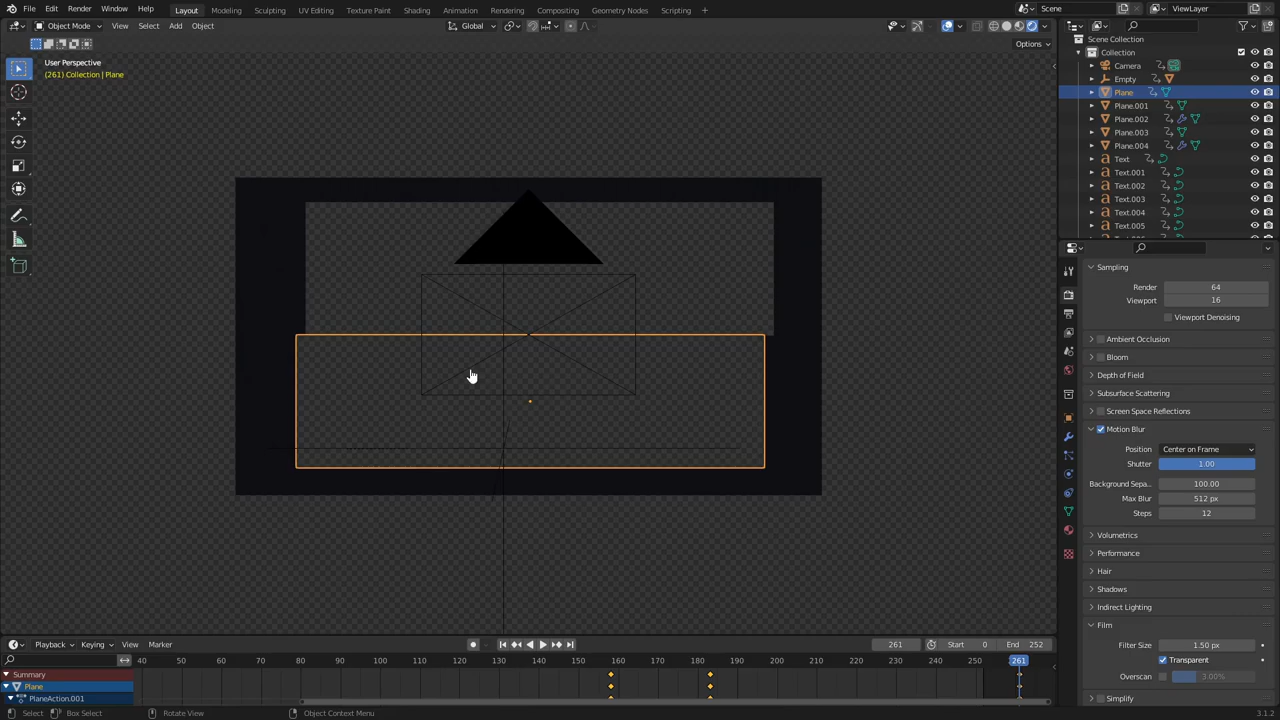 File Edit Render Window Help Layout Modeling Sculpting UV Editing Texture Paint Shading Animation Rendering Compositing Geometry Nodes Scripting + Scene ViewLayer
Object Mode View Select Add Object Global
Options
User Perspective
(261) Collection | Plane
Scene Collection
Collection
Camera
Empty
Plane
Plane.001
Plane.002
Plane.003
Plane.004
Text
Text.001
Text.002
Text.003
Text.004
Text.005
Sampling
Render 64
Viewport 16
Viewport Denoising
Ambient Occlusion
Bloom
Depth of Field
Subsurface Scattering
Screen Space Reflections
Motion Blur
Position Center on Frame
Shutter 1.00
Background Sepa... 100.00
Max Blur 512 px
Steps 12
Volumetrics
Performance
Hair
Shadows
Indirect Lighting
Film
Filter Size 1.50 px
Transparent
Overscan 3.00%
Simplify
Playback Keying View Marker 261 Start 0 End 252
40 50 60 70 80 90 100 110 120 130 140 150 160 170 180 190 200 210 220 230 240 250 261
Summary
Plane
PlaneAction.001
Select Box Select Rotate View Object Context Menu 3.1.2